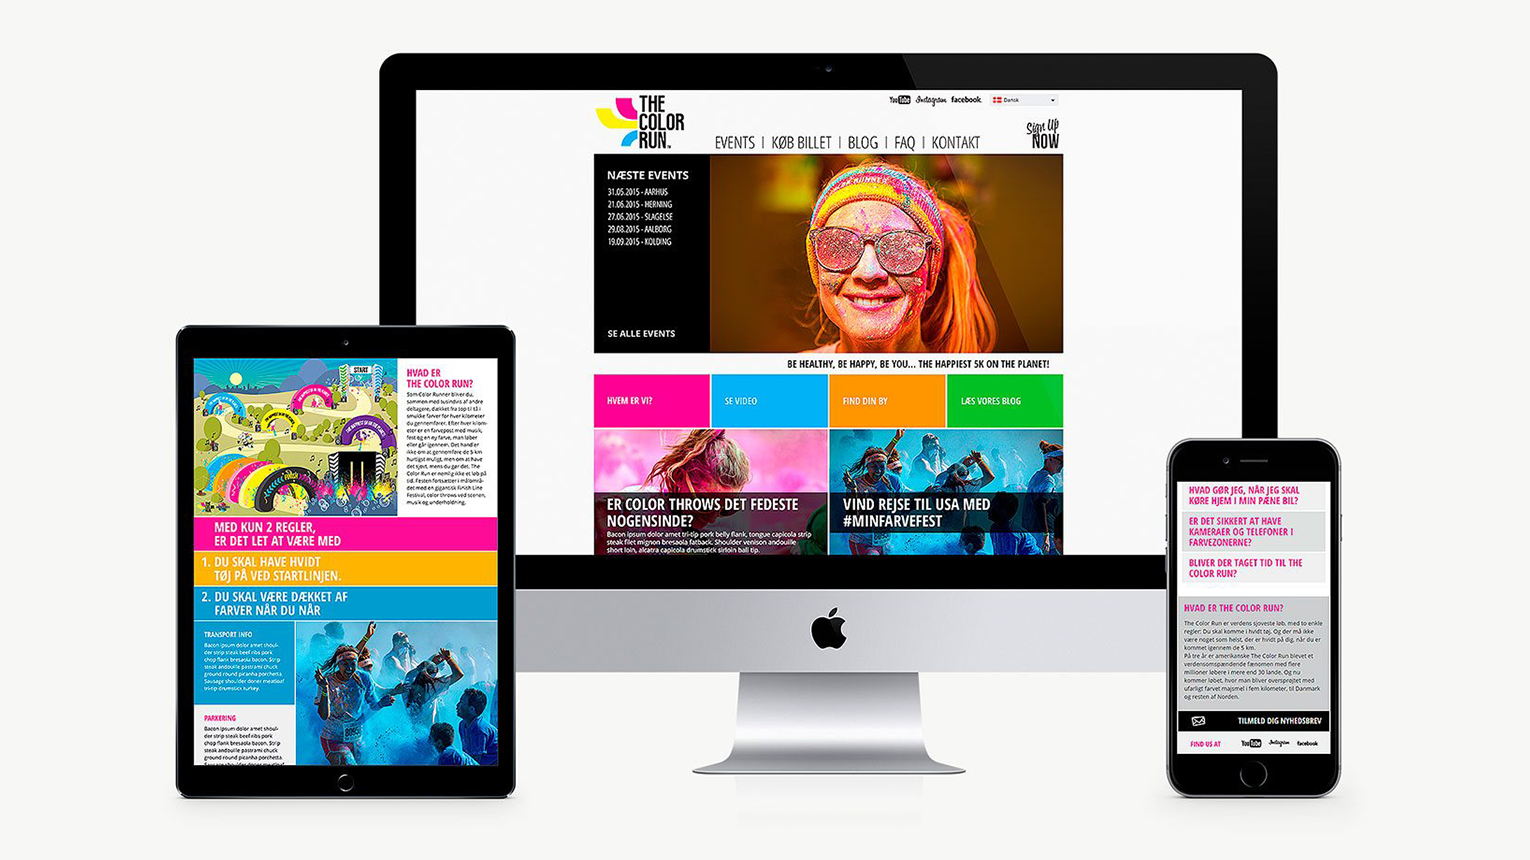 THE
COLOR
RUN™
YouTube Instagram facebook. Dansk
EVENTS | KØB BILLET | BLOG | FAQ | KONTAKT
Sign Up
NOW
NÆSTE EVENTS
31.05.2015 - AARHUS
21.06.2015 - HERNING
27.06.2015 - SLAGELSE
29.08.2015 - AALBORG
19.09.2015 - KOLDING
SE ALLE EVENTS
BE HEALTHY, BE HAPPY, BE YOU... THE HAPPIEST 5K ON THE PLANET!
HVEM ER VI?
SE VIDEO
FIND DIN BY
LÆS VORES BLOG
ER COLOR THROWS DET FEDESTE
NOGENSINDE?
Bacon ipsum dolor amet tri-tip pork belly flank, tongue capicola strip
steak filet mignon bresaola fatback. Shoulder venison andouille
short loin, alcatra capicola drumstick sirloin ball tip.
VIND REJSE TIL USA MED
#MINFARVEFEST
START
FINISH
HVAD ER
THE COLOR RUN?
Som Color Runner bliver du,
sammen med tusindvis af andre
deltagere, dækket fra top til tå i
smukke farver for hver kilometer
du gennemfører. Efter hver kilom-
eter er en farvepost med musik,
fest og en ny farve, man løber
eller går igennem. Det handler
ikke om at gennemføre de 5 km
hurtigst muligt, men om at have
det sjovt, mens du gør det. The
Color Run er nemlig ikke et løb på
tid. Festen fortsætter i målområ-
det med en gigantisk Finish Line
Festival, color throws ved scenen,
musik og underholdning.
MED KUN 2 REGLER,
ER DET LET AT VÆRE MED
1. DU SKAL HAVE HVIDT
TØJ PÅ VED STARTLINJEN.
2. DU SKAL VÆRE DÆKKET AF
FARVER NÅR DU NÅR
TRANSPORT INFO
Bacon ipsum dolor amet shoul-
der strip steak beef ribs pork
chop flank bresaola bacon. Strip
steak andouille pastrami chuck
ground round picanha porchetta.
Sausage shoulder doner meatloaf
tri-tip drumstick turkey.
PARKERING
Bacon ipsum dolor amet shoul-
der strip steak beef ribs pork
chop flank bresaola bacon. Strip
steak andouille pastrami chuck
ground round picanha porchetta.
Sausage shoulder doner meatloaf
HVAD GØR JEG, NÅR JEG SKAL
KØRE HJEM I MIN PÆNE BIL?
ER DET SIKKERT AT HAVE
KAMERAER OG TELEFONER I
FARVEZONERNE?
BLIVER DER TAGET TID TIL THE
COLOR RUN?
HVAD ER THE COLOR RUN?
The Color Run er verdens sjoveste løb, med to enkle
regler: Du skal komme i hvidt tøj. Og der må ikke
være noget som helst, der er hvidt på dig, når du er
kommet igennem de 5 km.
På tre år er amerikanske The Color Run blevet et
verdensomspændende fænomen med flere
millioner løbere i mere end 30 lande. Og nu
kommer løbet, hvor man bliver oversprøjtet med
ufarligt farvet majsmel i fem kilometer, til Danmark
og resten af Norden.
TILMELD DIG NYHEDSBREV
FIND US AT YouTube Instagram facebook